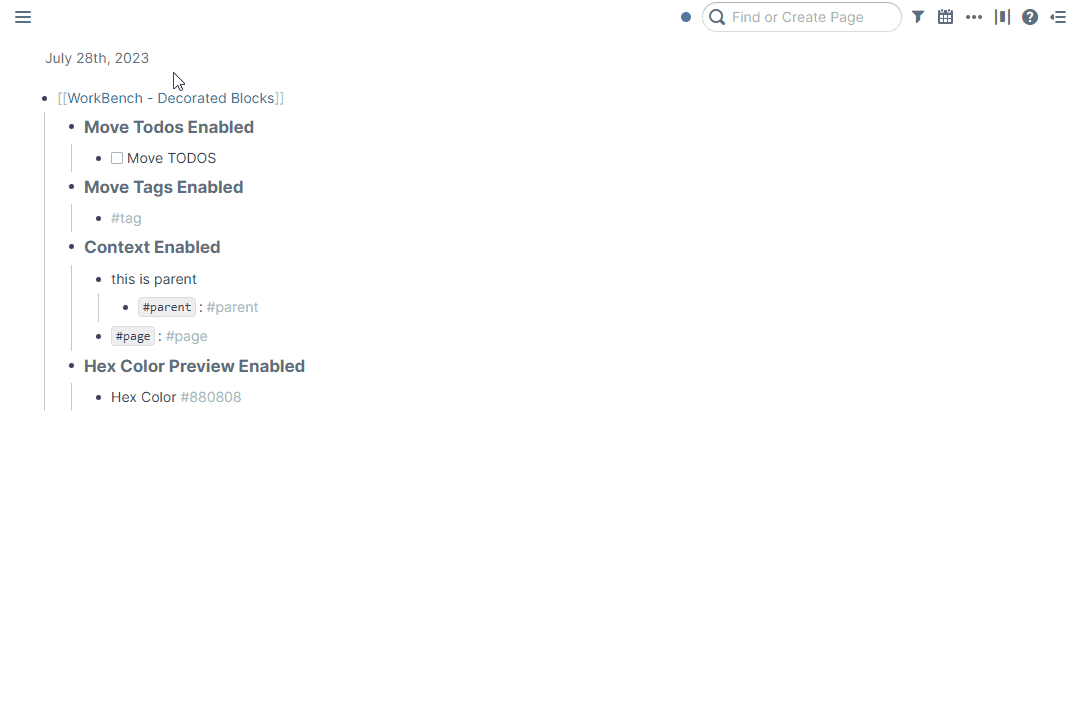 Find or Create Page
July 28th, 2023
[[WorkBench - Decorated Blocks]]
Move Todos Enabled
Move TODOS
Move Tags Enabled
#tag
Context Enabled
this is parent
#parent : #parent
#page : #page
Hex Color Preview Enabled
Hex Color #880808